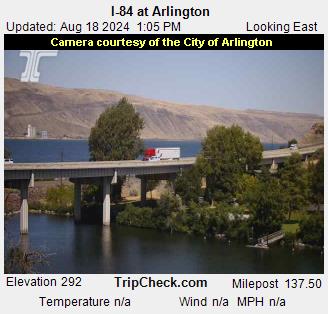 I-84 at Arlington
Updated: Aug 18 2024 1:05 PM Looking East
Camera courtesy of the City of Arlington
Elevation 292 TripCheck.com Milepost 137.50
Temperature n/a Wind n/a MPH n/a